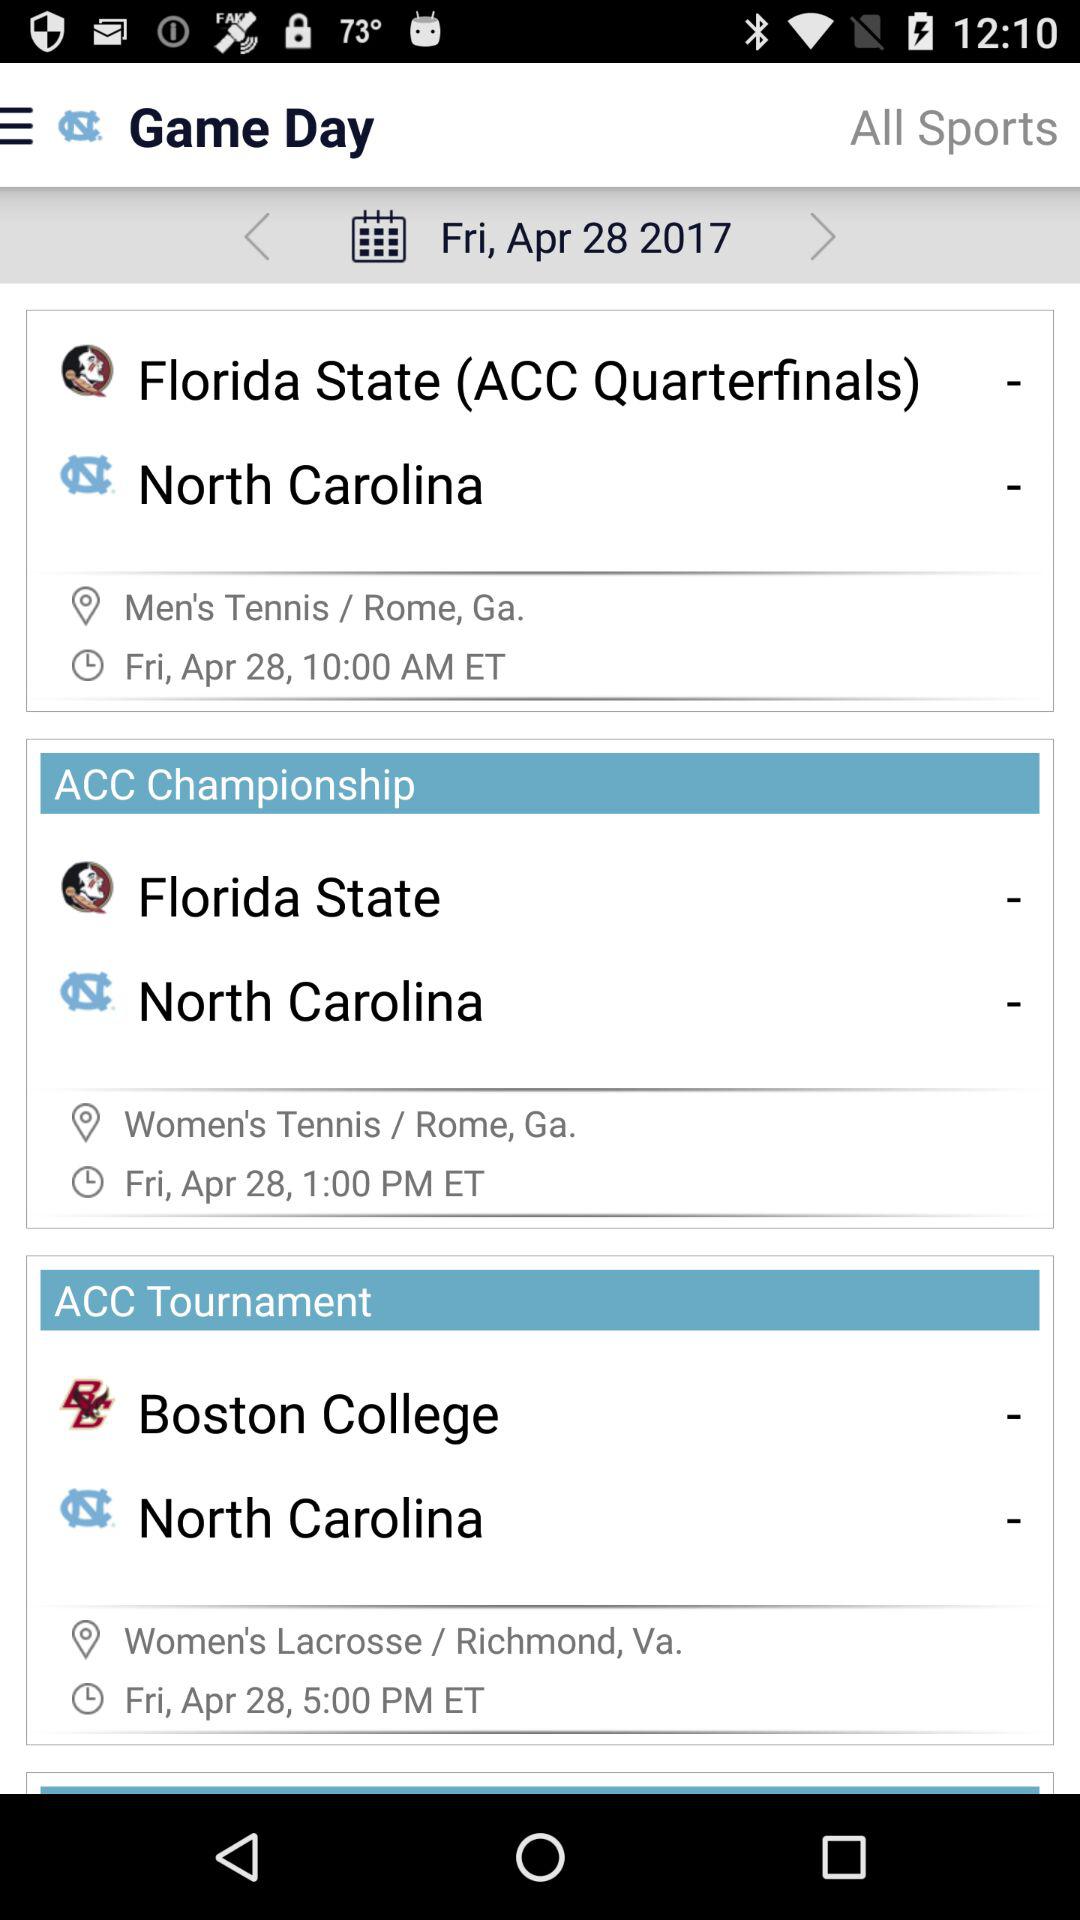 FAKE 73° 12:10
Game Day All Sports
Fri, Apr 28 2017
Florida State (ACC Quarterfinals) -
North Carolina -
Men's Tennis / Rome, Ga.
Fri, Apr 28, 10:00 AM ET
ACC Championship
Florida State -
North Carolina -
Women's Tennis / Rome, Ga.
Fri, Apr 28, 1:00 PM ET
ACC Tournament
Boston College -
North Carolina -
Women's Lacrosse / Richmond, Va.
Fri, Apr 28, 5:00 PM ET